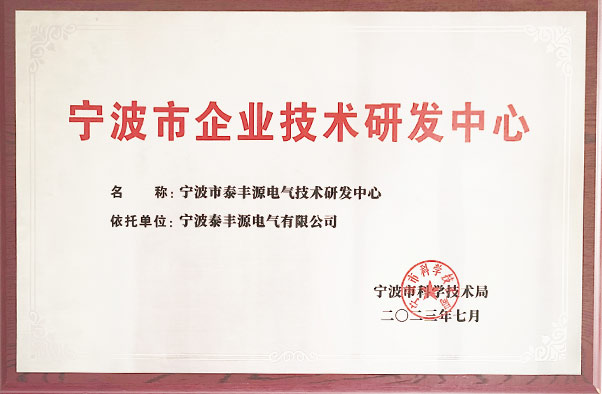 宁波市企业技术研发中心
名　　称：宁波市泰丰源电气技术研发中心
依托单位：宁波泰丰源电气有限公司
宁波市科学技术局
二〇二三年七月